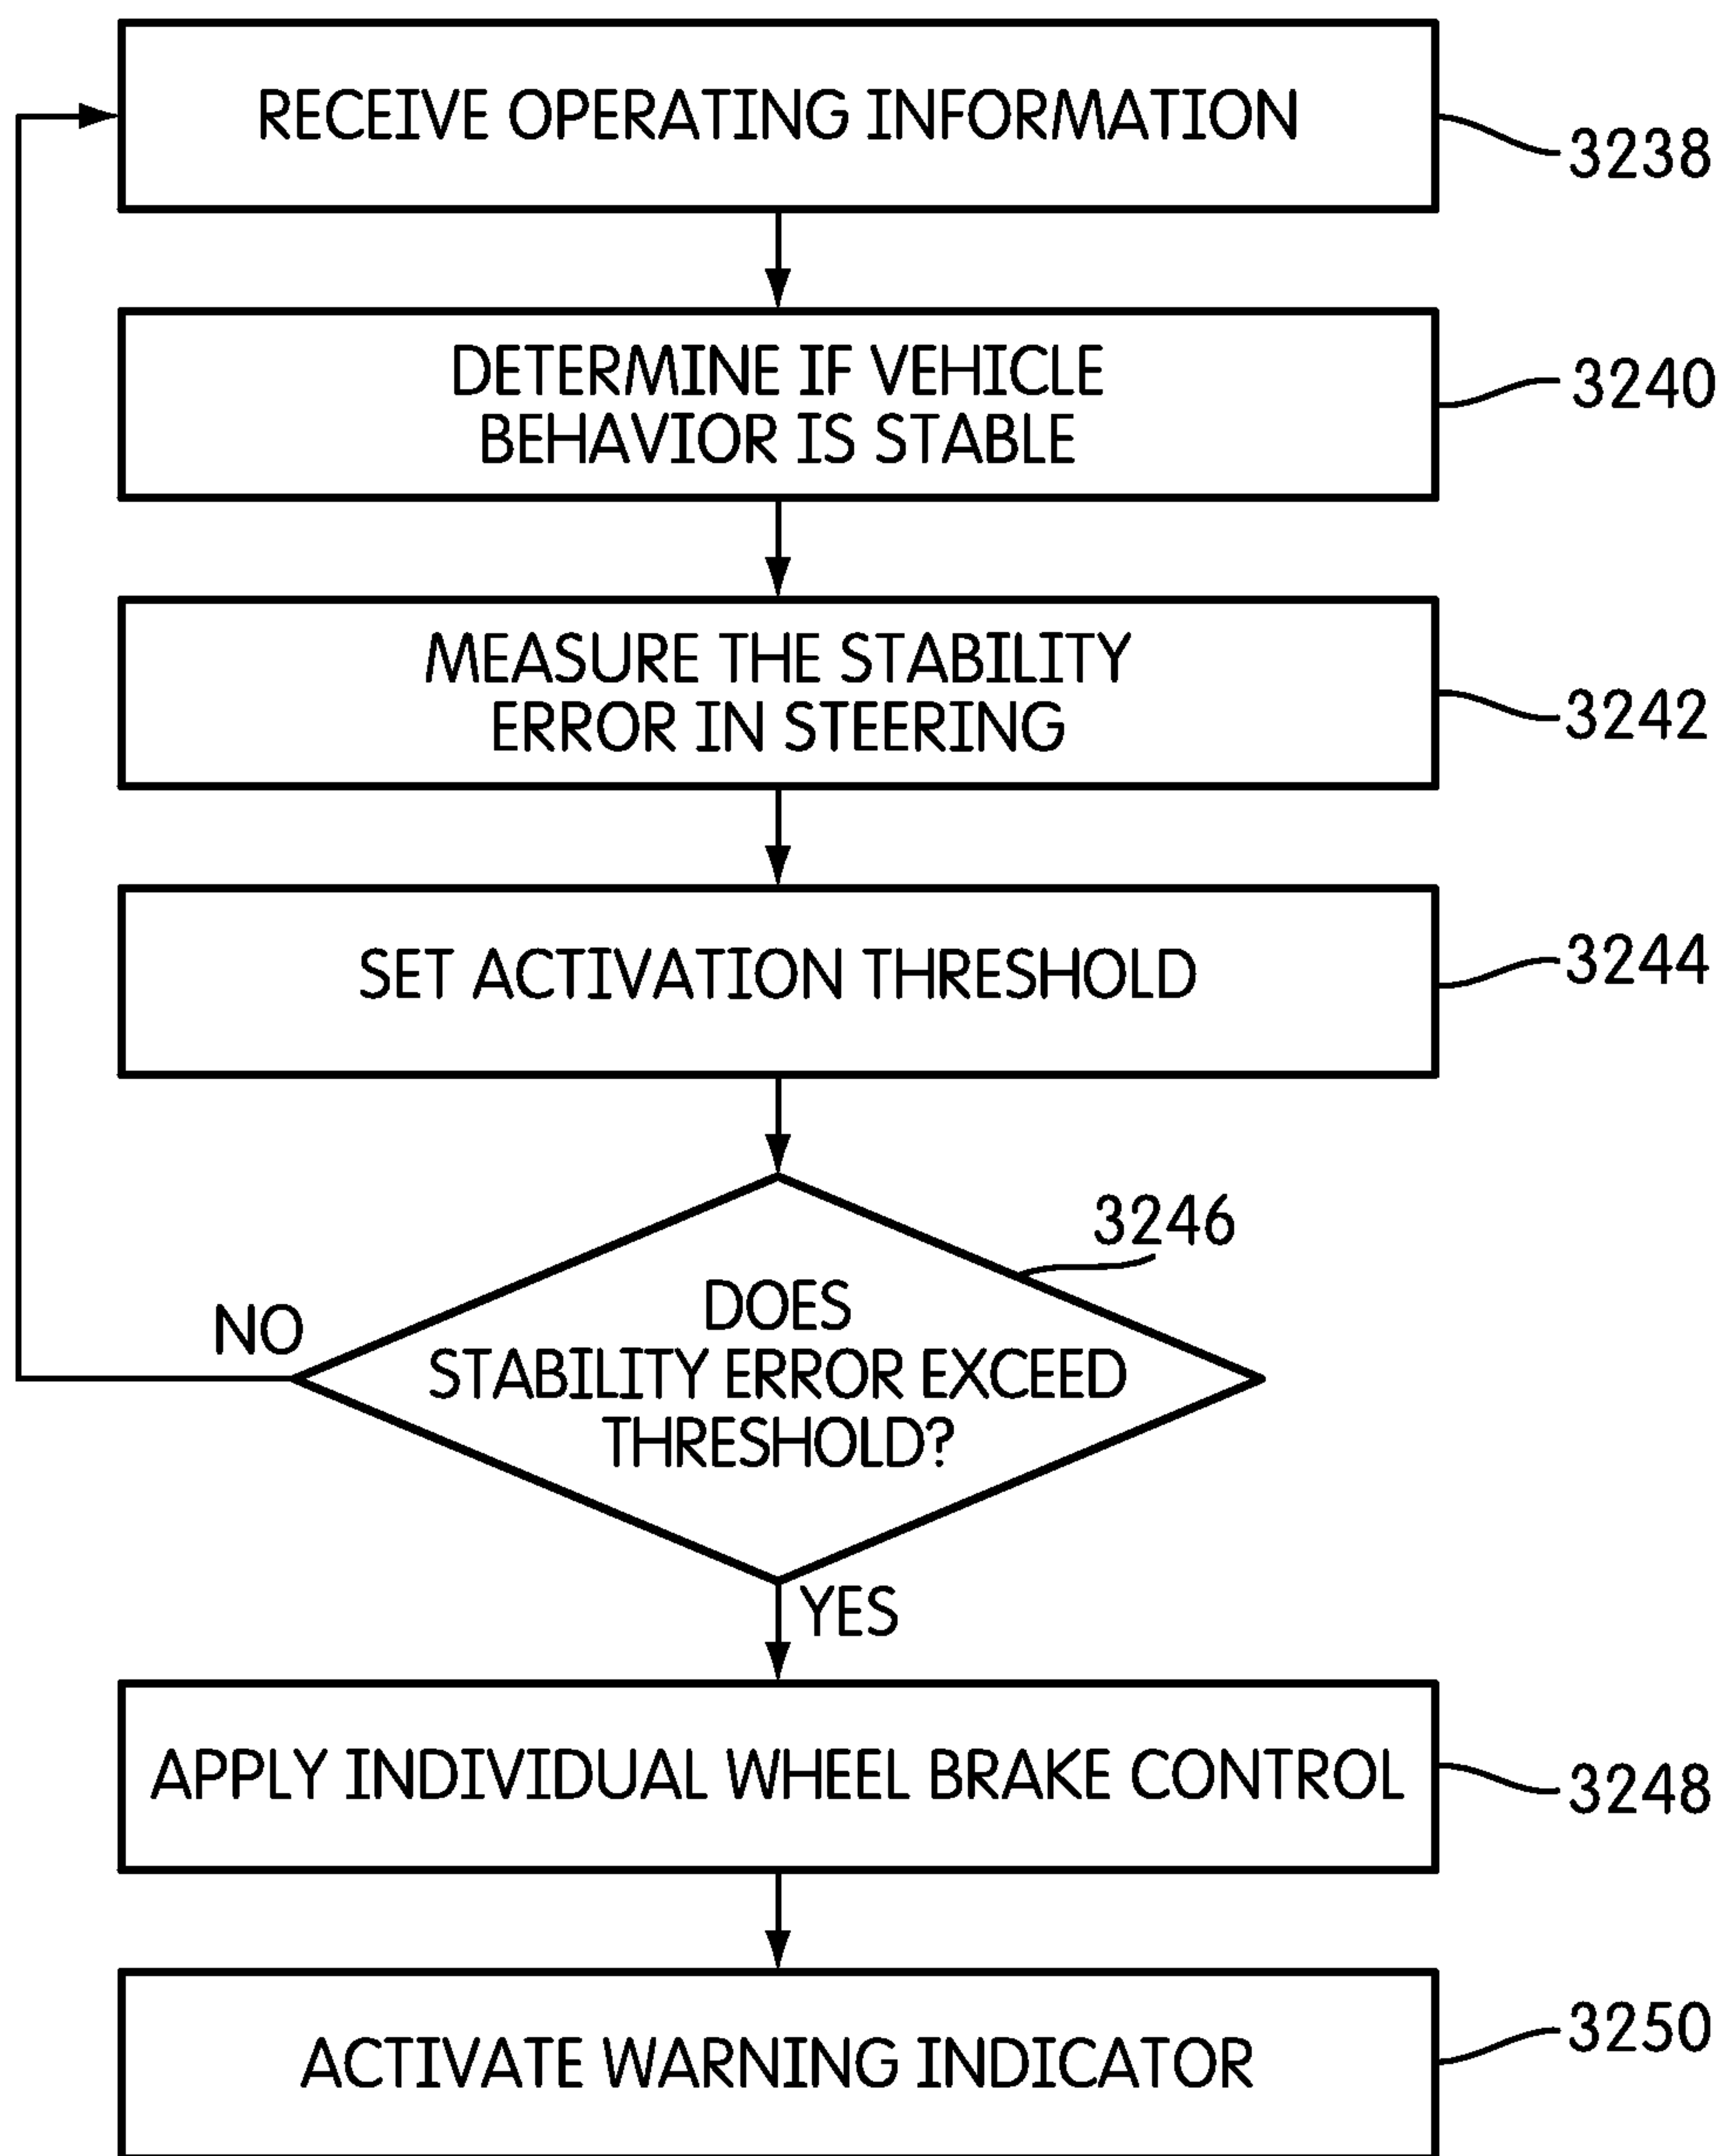 RECEIVE OPERATING INFORMATION
3238
DETERMINE IF VEHICLE
BEHAVIOR IS STABLE
3240
MEASURE THE STABILITY
ERROR IN STEERING
3242
SET ACTIVATION THRESHOLD
3244
3246
DOES
STABILITY ERROR EXCEED
THRESHOLD?
NO
YES
APPLY INDIVIDUAL WHEEL BRAKE CONTROL
3248
ACTIVATE WARNING INDICATOR
3250